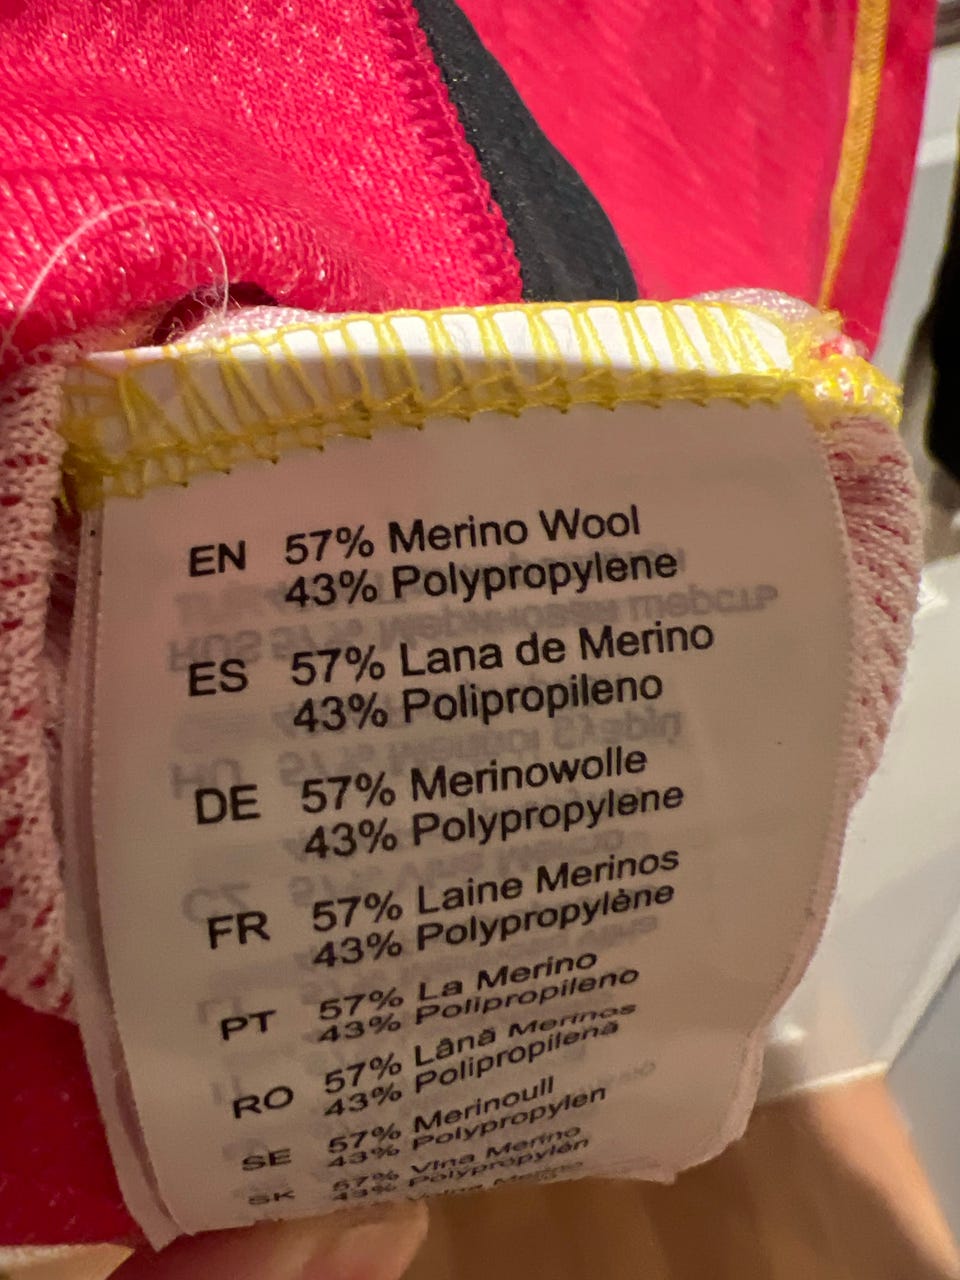 EN 57% Merino Wool
43% Polypropylene
ES 57% Lana de Merino
43% Polipropileno
DE 57% Merinowolle
43% Polypropylene
FR 57% Laine Merinos
43% Polypropylène
PT 57% La Merino
43% Polipropileno
RO 57% Lână Merinos
43% Polipropilenă
SE 57% Merinoull
43% Polypropylen
SK 57% Vlna Merino
43% Polypropylén